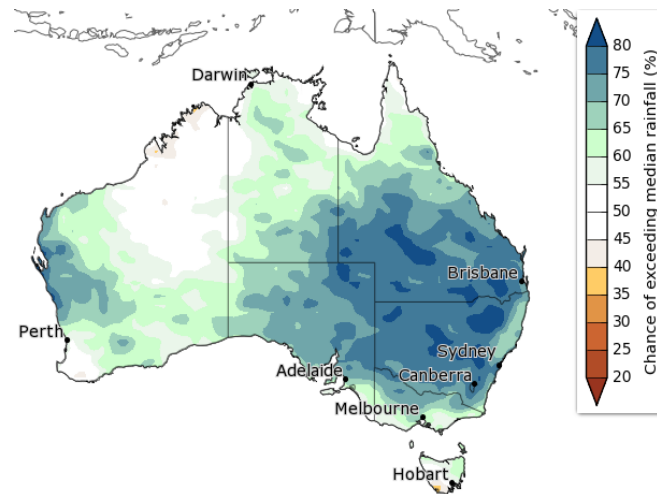 Darwin
Brisbane
Perth
Sydney
Adelaide
Canberra
Melbourne
Hobart
80
75
70
65
60
55
45
40
35
30
25
20
Chance of exceeding median rainfall (%)